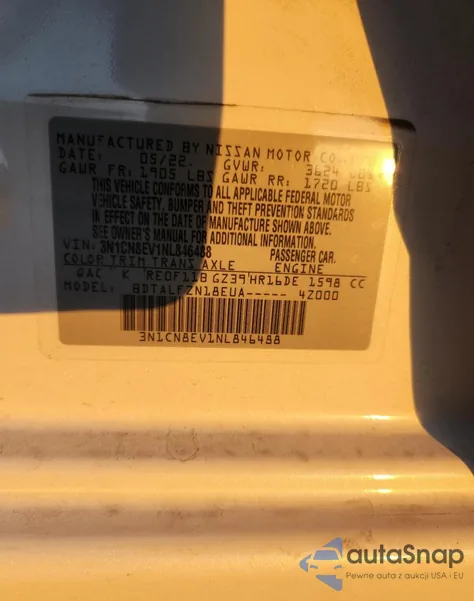 MANUFACTURED BY NISSAN MOTOR CO.
DATE: 05/22 GVWR: 3624 LBS
GAWR FR: 1905 LBS GAWR RR: 1720 LBS
THIS VEHICLE CONFORMS TO ALL APPLICABLE FEDERAL MOTOR
VEHICLE SAFETY, BUMPER AND THEFT PREVENTION STANDARDS
IN EFFECT ON THE DATE OF MANUFACTURE SHOWN ABOVE.
SEE OWNER'S MANUAL FOR ADDITIONAL INFORMATION.
VIN: 3N1CN8EV1NL846488 PASSENGER CAR
COLOR TRIM TRANS AXLE ENGINE
QAC K RE0F11B GZ39 HR16DE 1598 CC
MODEL: BDTALFZN18EUA----- 42000
3N1CN8EV1NL846488
autoSnap
Pewne auta z aukcji USA i EU